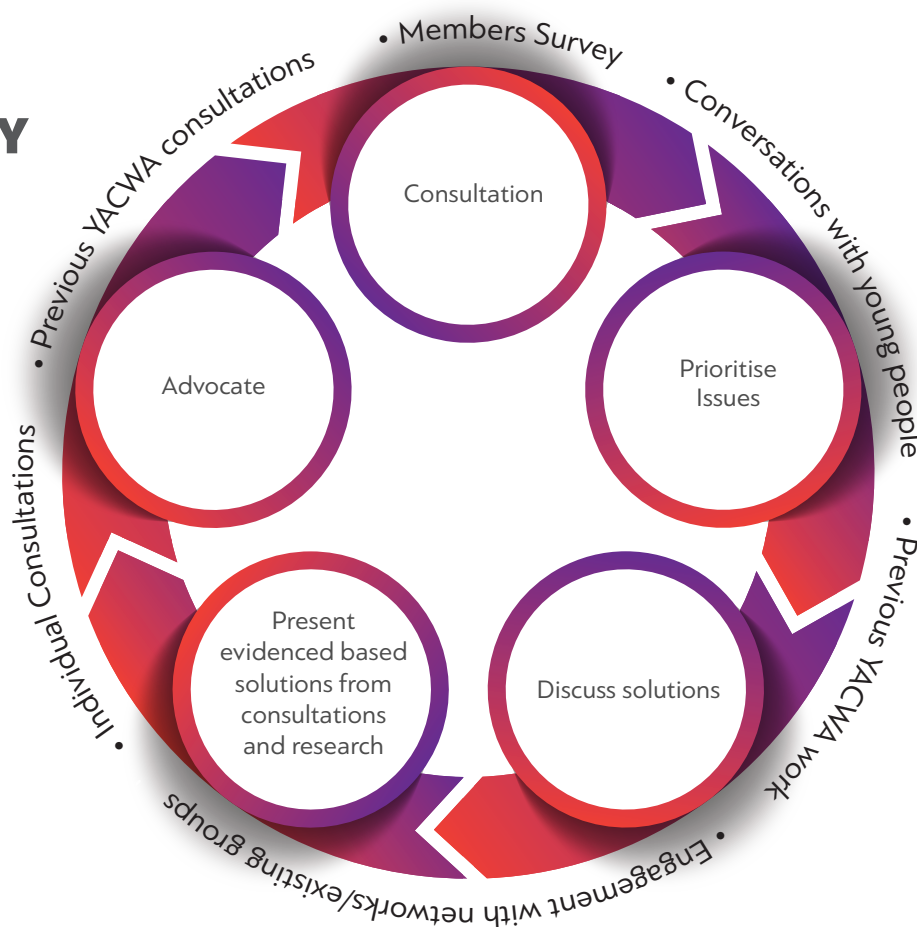 Y
• Members Survey
• Conversations with young people
• Previous YACWA work
• Engagement with networks/existing groups
• Individual Consultations
• Previous YACWA consultations
Consultation
Prioritise
Issues
Discuss solutions
Present
evidenced based
solutions from
consultations
and research
Advocate